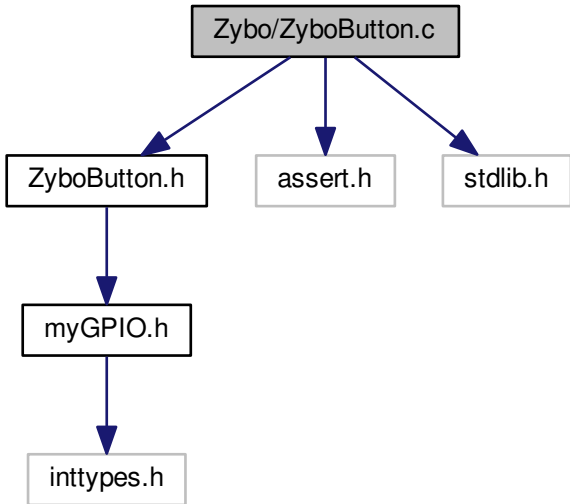 Zybo/ZyboButton.c
ZyboButton.h
assert.h
stdlib.h
myGPIO.h
inttypes.h